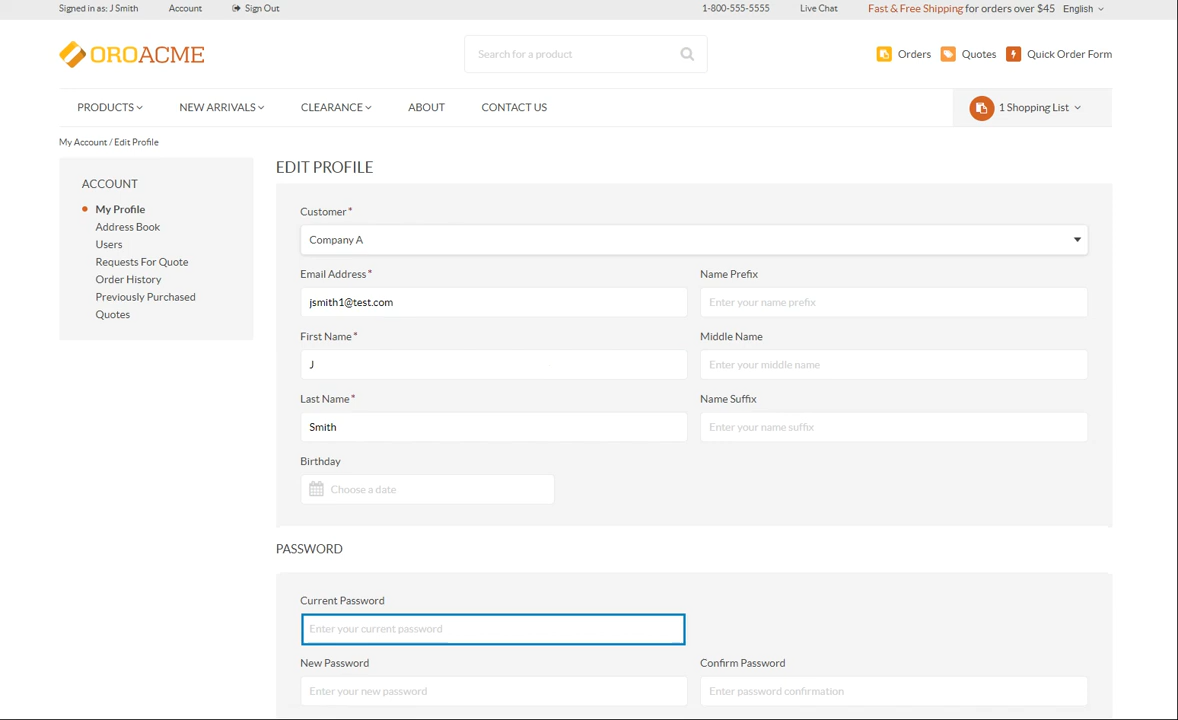 Signed in as: J Smith Account Sign Out 1-800-555-5555 Live Chat Fast & Free Shipping for orders over $45 English
OROACME Search for a product Orders Quotes Quick Order Form
PRODUCTS NEW ARRIVALS CLEARANCE ABOUT CONTACT US 1 Shopping List
My Account / Edit Profile
ACCOUNT
My Profile
Address Book
Users
Requests For Quote
Order History
Previously Purchased
Quotes
EDIT PROFILE
Customer*
Company A
Email Address* Name Prefix
jsmith1@test.com Enter your name prefix
First Name* Middle Name
J Enter your middle name
Last Name* Name Suffix
Smith Enter your name suffix
Birthday
Choose a date
PASSWORD
Current Password
Enter your current password
New Password Confirm Password
Enter your new password Enter password confirmation